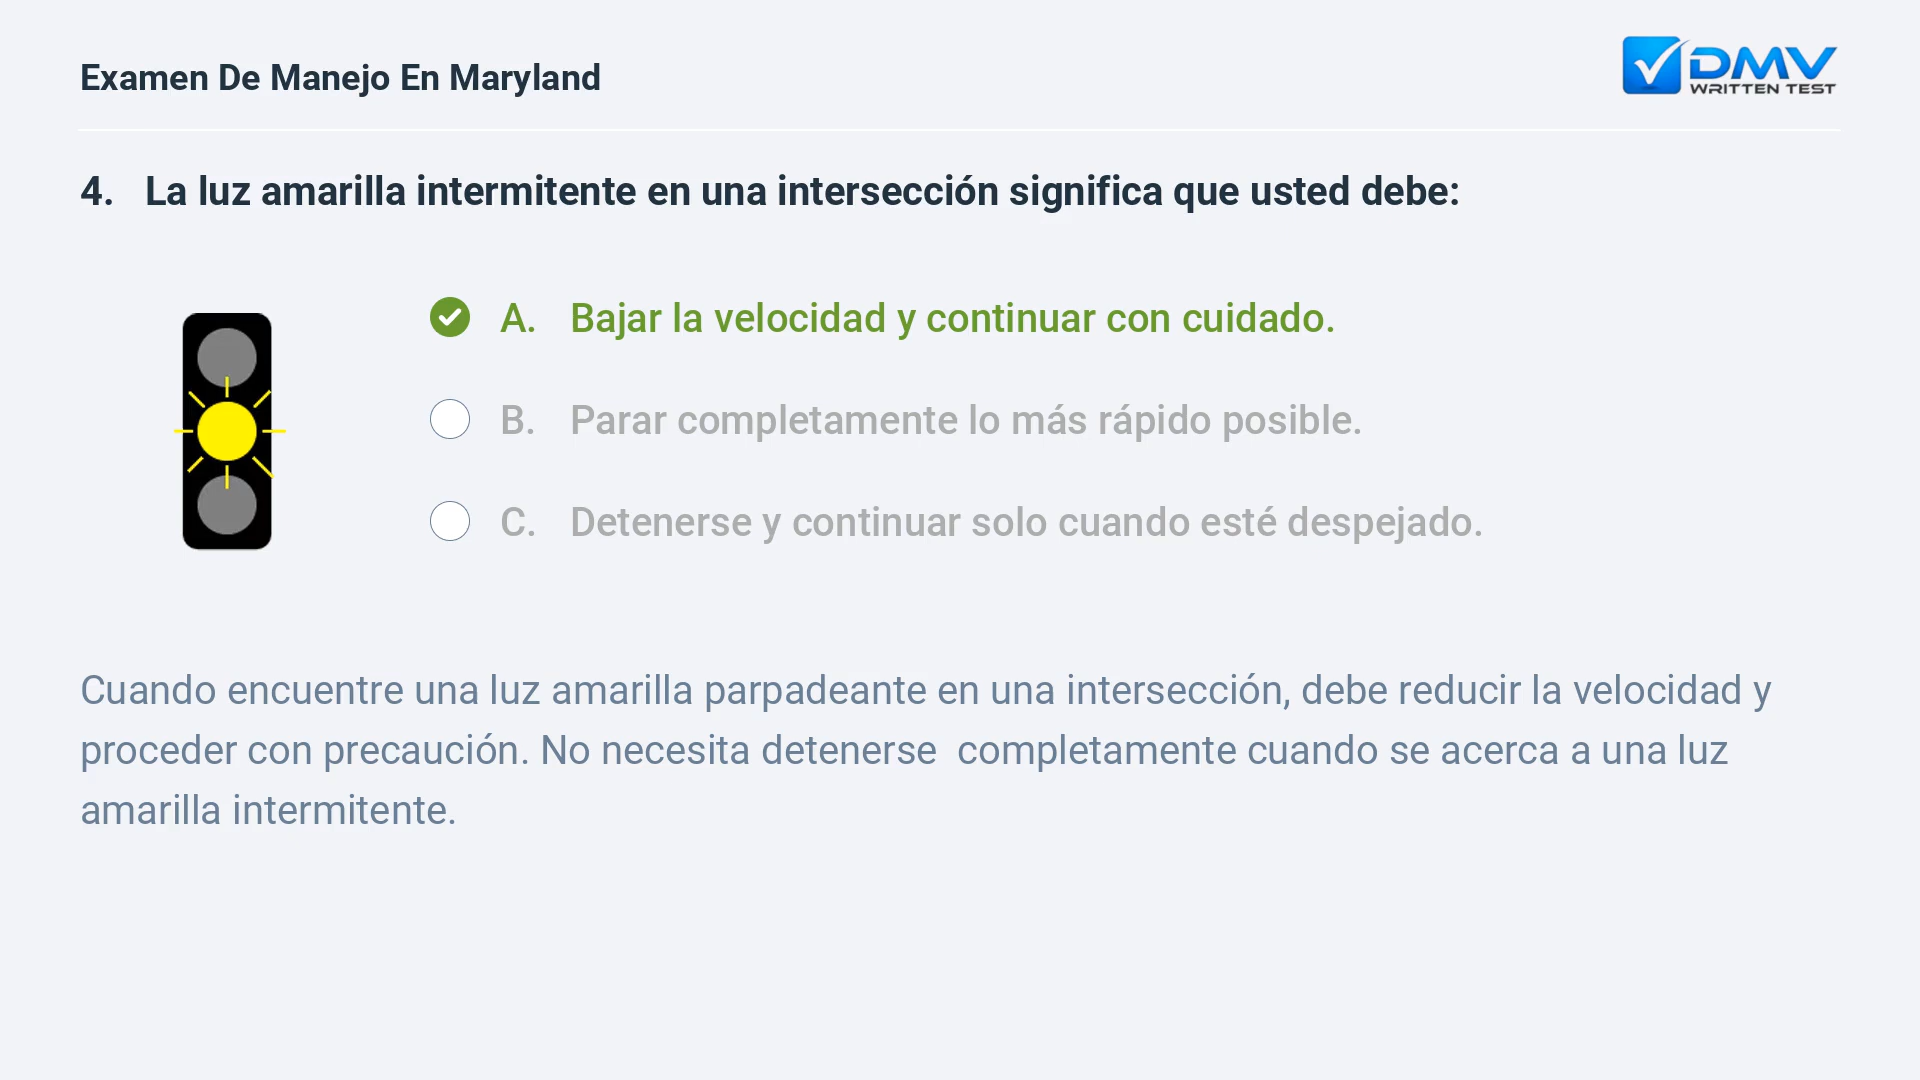 Examen De Manejo En Maryland
DMV
WRITTEN TEST
4. La luz amarilla intermitente en una intersección significa que usted debe:
A. Bajar la velocidad y continuar con cuidado.
B. Parar completamente lo más rápido posible.
C. Detenerse y continuar solo cuando esté despejado.
Cuando encuentre una luz amarilla parpadeante en una intersección, debe reducir la velocidad y
proceder con precaución. No necesita detenerse  completamente cuando se acerca a una luz
amarilla intermitente.